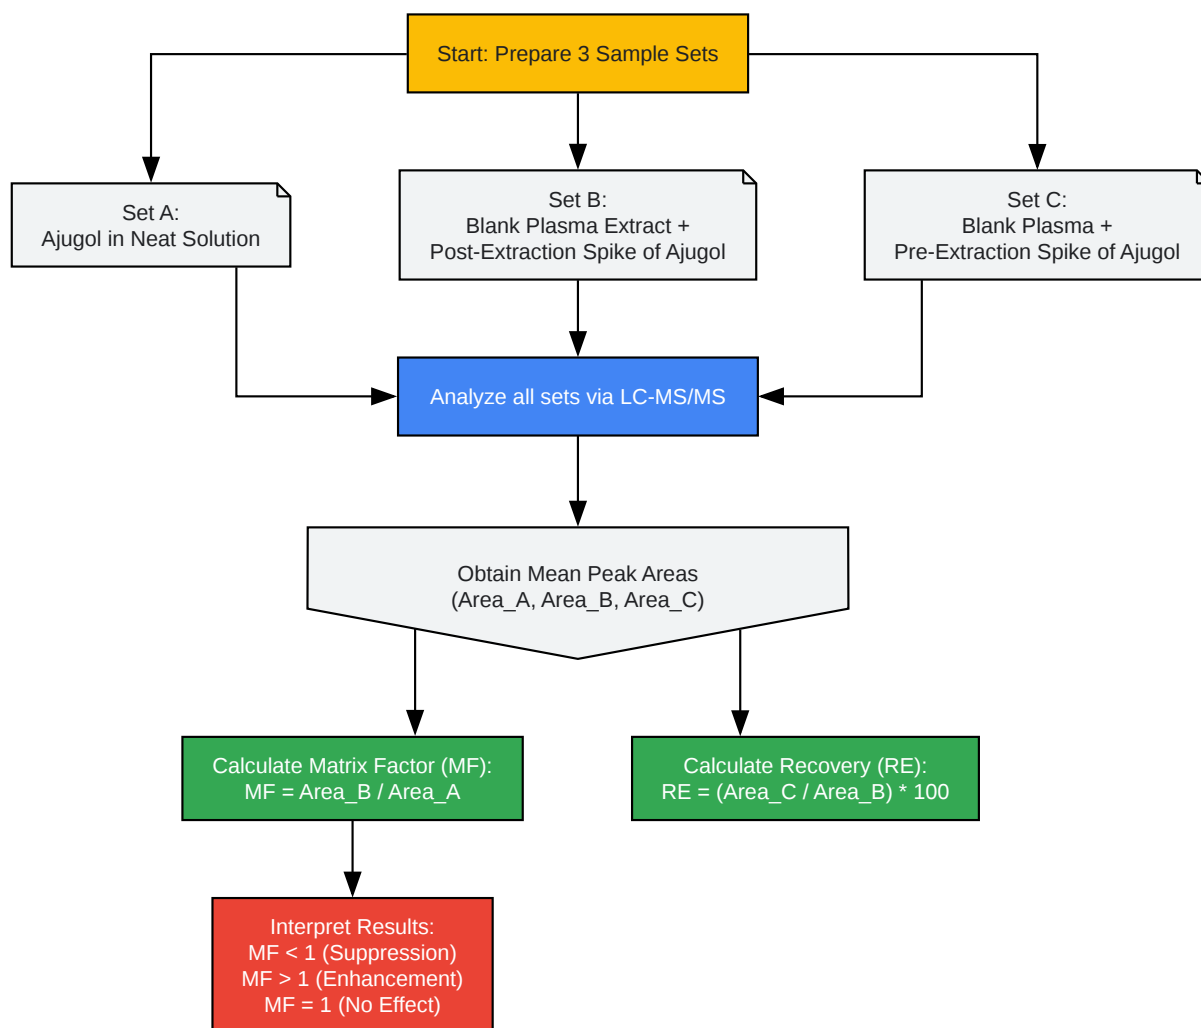 Start: Prepare 3 Sample Sets
Set A:
Ajugol in Neat Solution
Set B:
Blank Plasma Extract +
Post-Extraction Spike of Ajugol
Set C:
Blank Plasma +
Pre-Extraction Spike of Ajugol
Analyze all sets via LC-MS/MS
Obtain Mean Peak Areas
(Area_A, Area_B, Area_C)
Calculate Matrix Factor (MF):
MF = Area_B / Area_A
Calculate Recovery (RE):
RE = (Area_C / Area_B) * 100
Interpret Results:
MF < 1 (Suppression)
MF > 1 (Enhancement)
MF = 1 (No Effect)